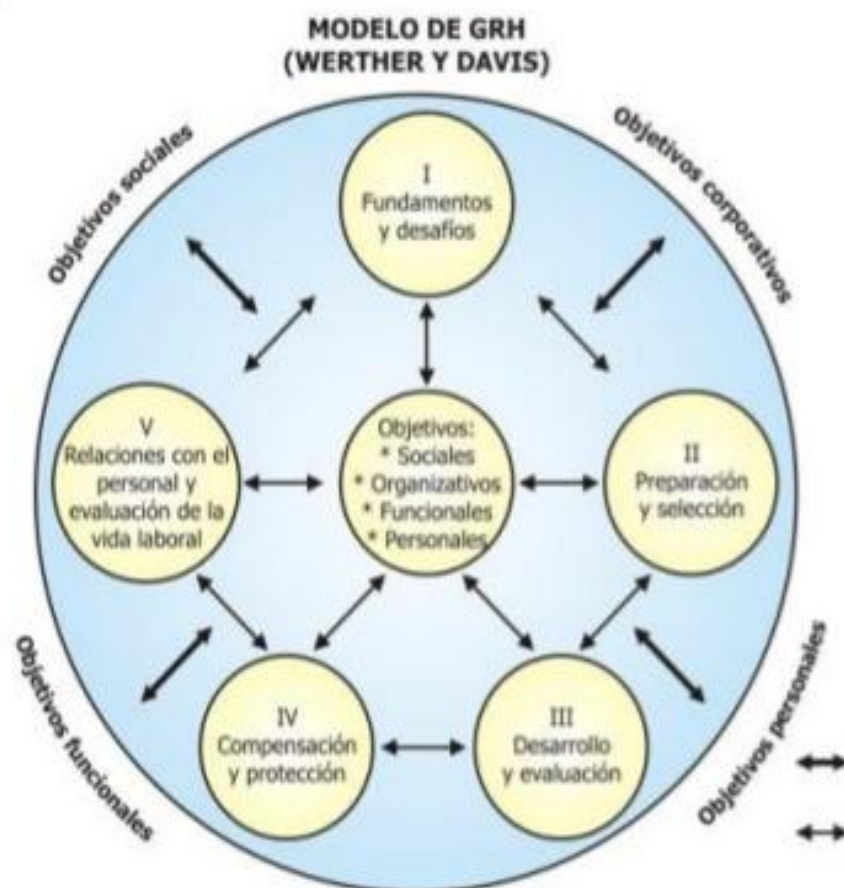 MODELO DE GRH
(WERTHER Y DAVIS)
Objetivos sociales
Objetivos corporativos
I
Fundamentos
y desafíos
V
Relaciones con el
personal y
evaluación de la
vida laboral
Objetivos:
* Sociales
* Organizativos
* Funcionales
* Personales
II
Preparación
y selección
IV
Compensación
y protección
III
Desarrollo
y evaluación
Objetivos funcionales
Objetivos personales